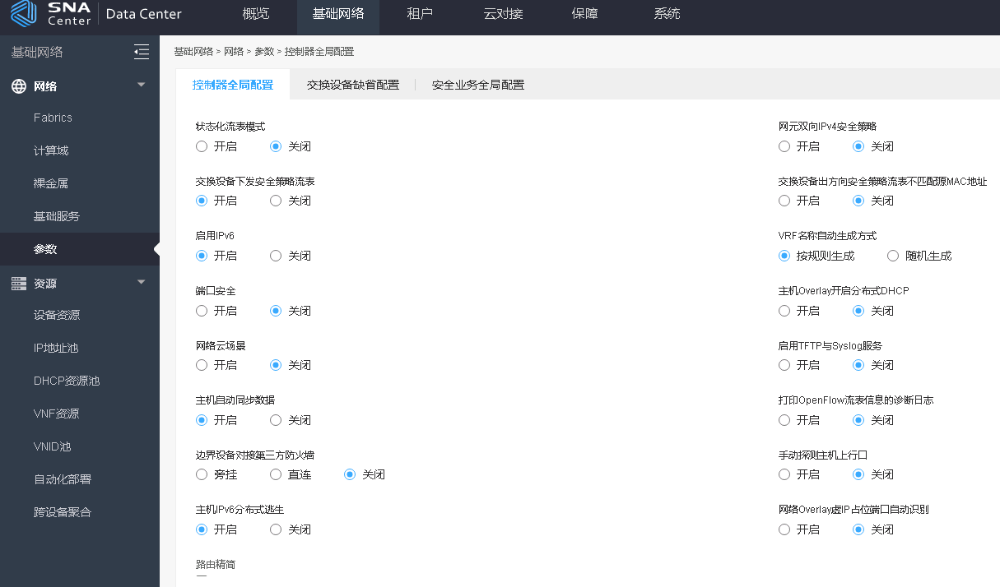 SNA Center Data Center 概览 基础网络 租户 云对接 保障 系统
基础网络
网络
Fabrics
计算域
裸金属
基础服务
参数
资源
设备资源
IP地址池
DHCP资源池
VNF资源
VNID池
自动化部署
跨设备聚合
基础网络 > 网络 > 参数 > 控制器全局配置
控制器全局配置 交换设备缺省配置 安全业务全局配置
状态化流表模式 网元双向IPv4安全策略
开启 关闭 开启 关闭
交换设备下发安全策略流表 交换设备出方向安全策略流表不匹配源MAC地址
开启 关闭 开启 关闭
启用IPv6 VRF名称自动生成方式
开启 关闭 按规则生成 随机生成
端口安全 主机Overlay开启分布式DHCP
开启 关闭 开启 关闭
网络云场景 启用TFTP与Syslog服务
开启 关闭 开启 关闭
主机自动同步数据 打印OpenFlow流表信息的诊断日志
开启 关闭 开启 关闭
边界设备对接第三方防火墙 手动探测主机上行口
旁挂 直连 关闭 开启 关闭
主机IPv6分布式逃生 网络Overlay虚IP占位端口自动识别
开启 关闭 开启 关闭
路由精简